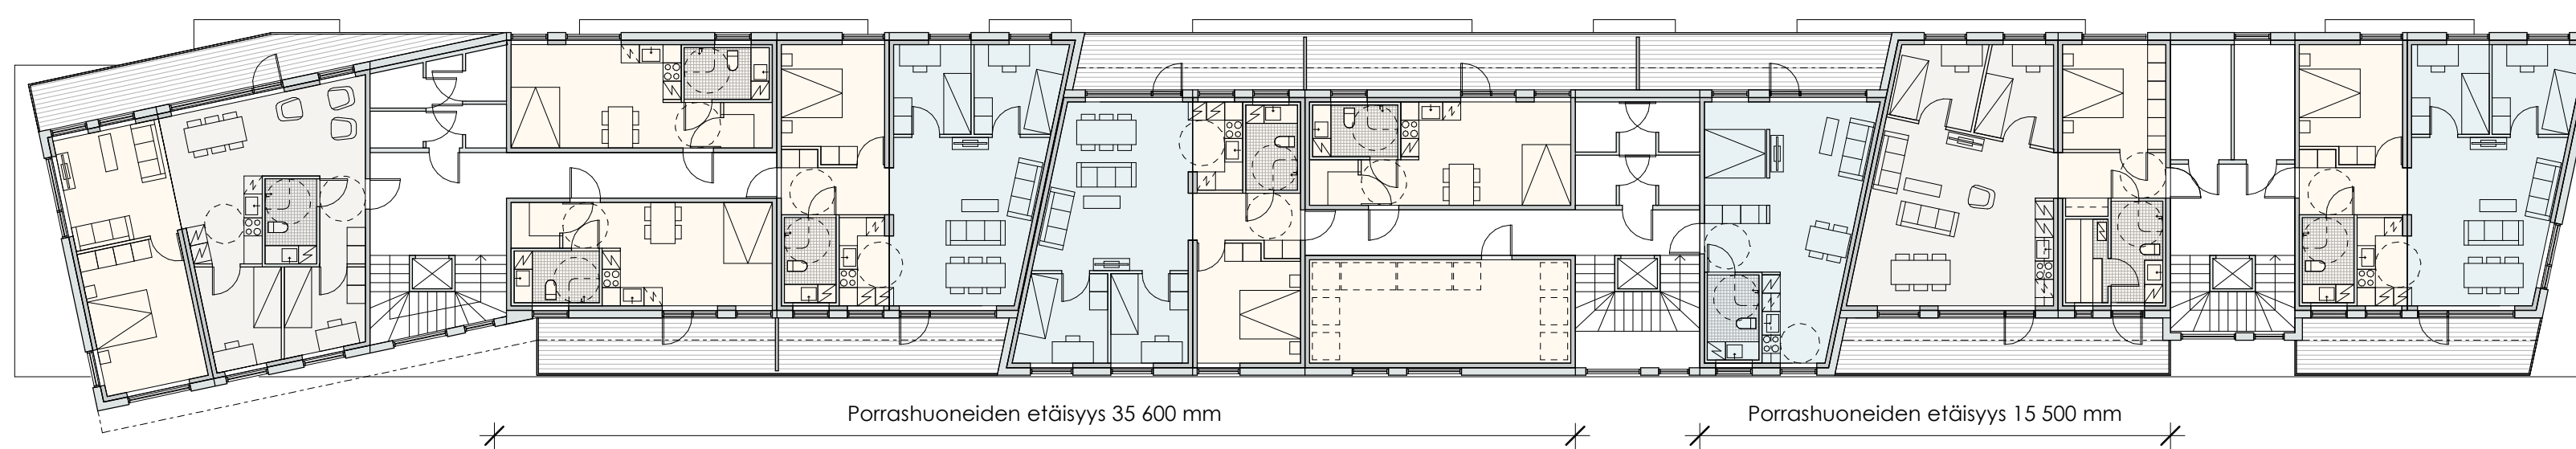 Porrashuoneiden etäisyys 35 600 mm
Porrashuoneiden etäisyys 15 500 mm